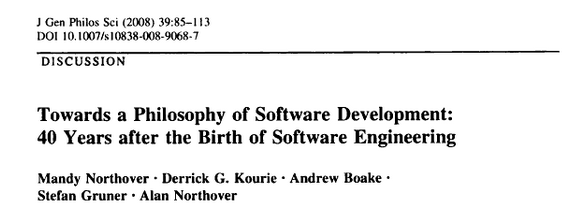 J Gen Philos Sci (2008) 39:85–113
DOI 10.1007/s10838-008-9068-7
DISCUSSION
Towards a Philosophy of Software Development:
40 Years after the Birth of Software Engineering
Mandy Northover · Derrick G. Kourie · Andrew Boake ·
Stefan Gruner · Alan Northover